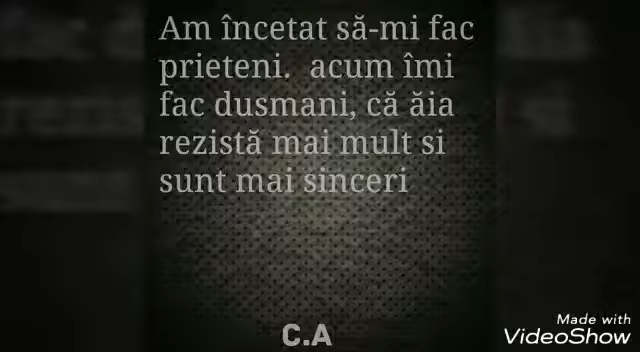 Am încetat să-mi fac
prieteni. acum îmi
fac dusmani, că ăia
rezistă mai mult si
sunt mai sinceri
C.A
Made with
VideoShow